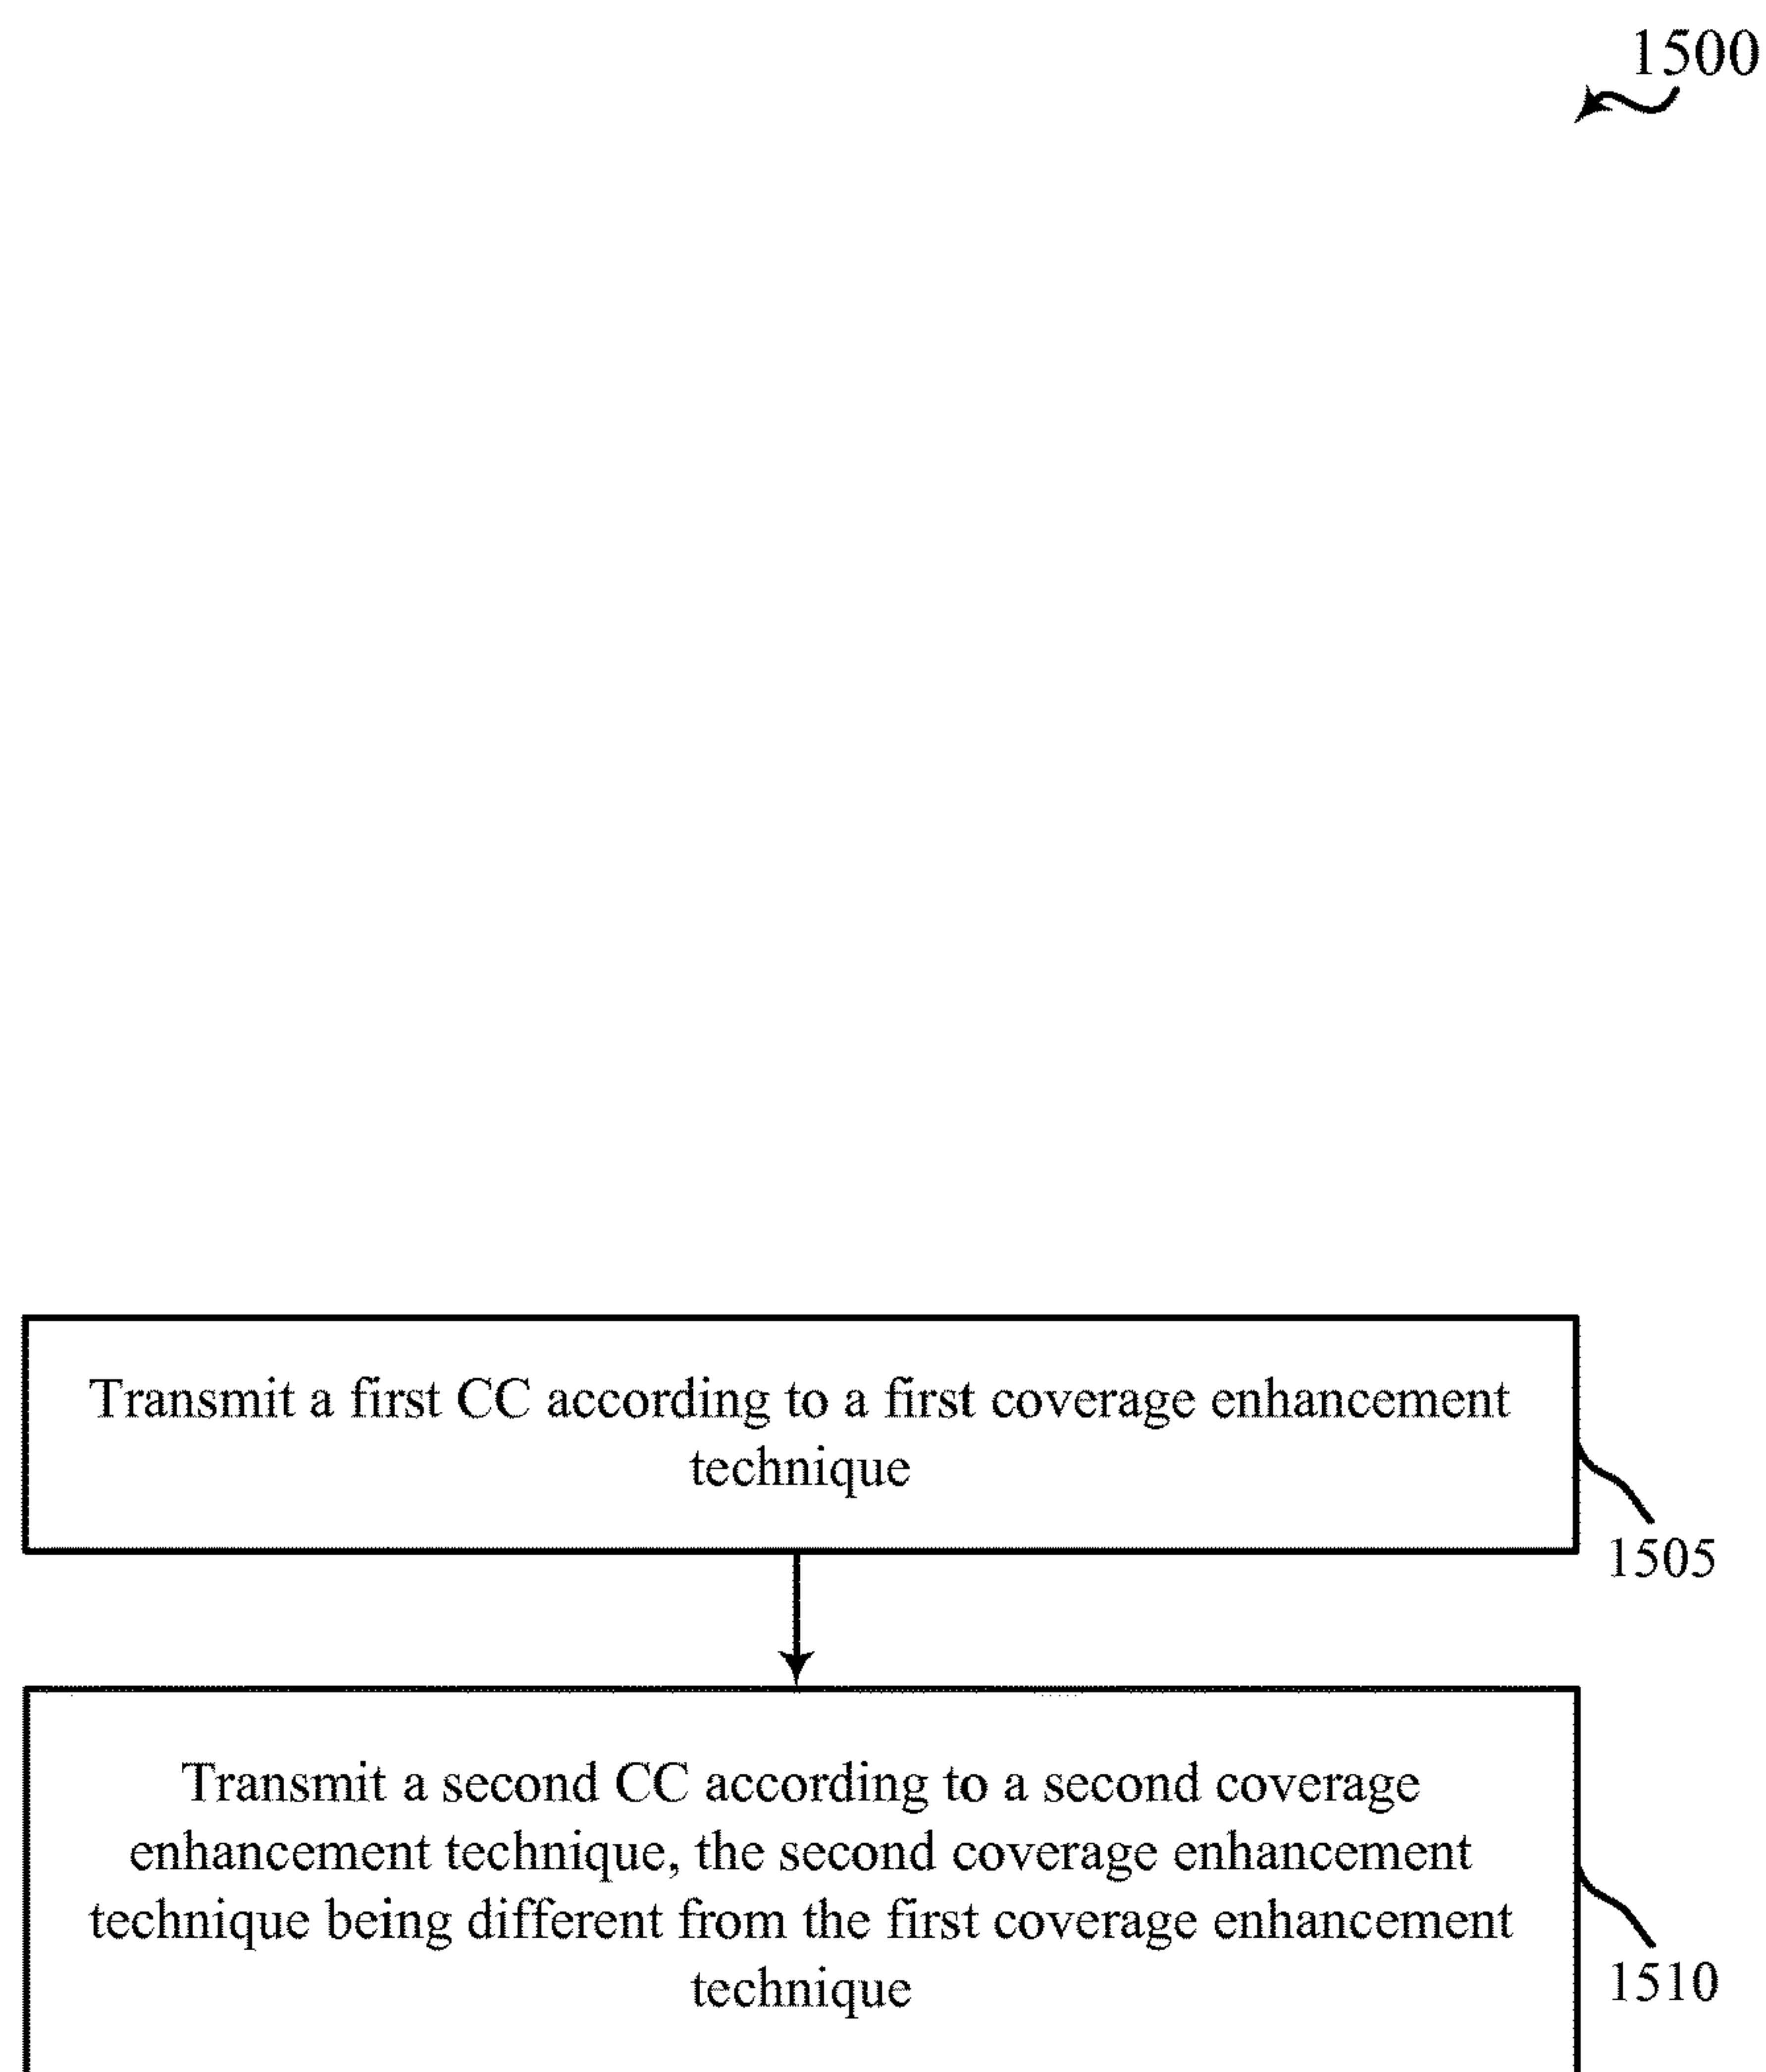 1500
Transmit a first CC according to a first coverage enhancement
technique
1505
Transmit a second CC according to a second coverage
enhancement technique, the second coverage enhancement
technique being different from the first coverage enhancement
technique
1510